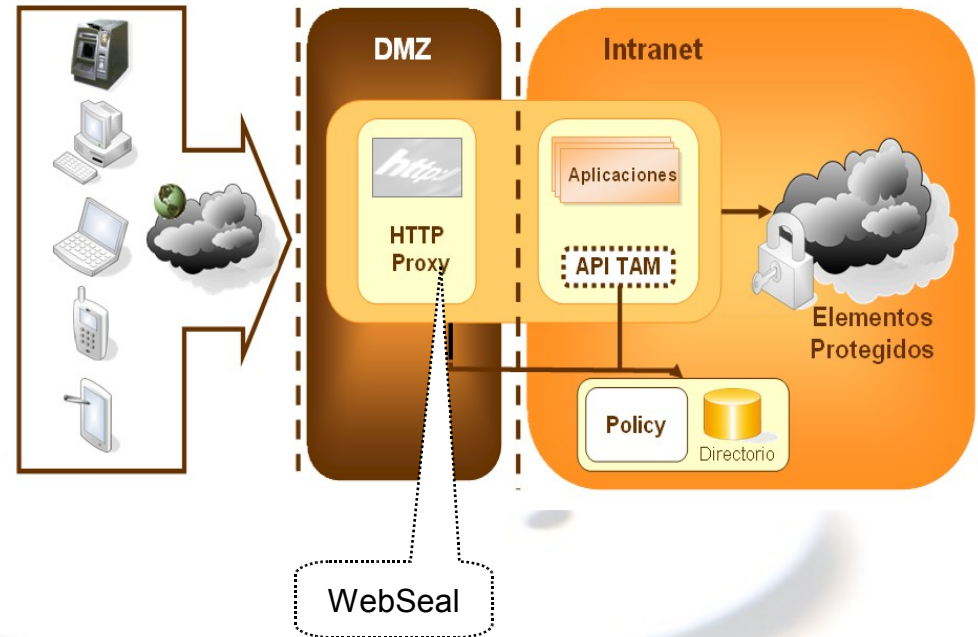 DMZ
Intranet
http:
HTTP
Proxy
Aplicaciones
API TAM
Elementos
Protegidos
Policy
Directorio
WebSeal